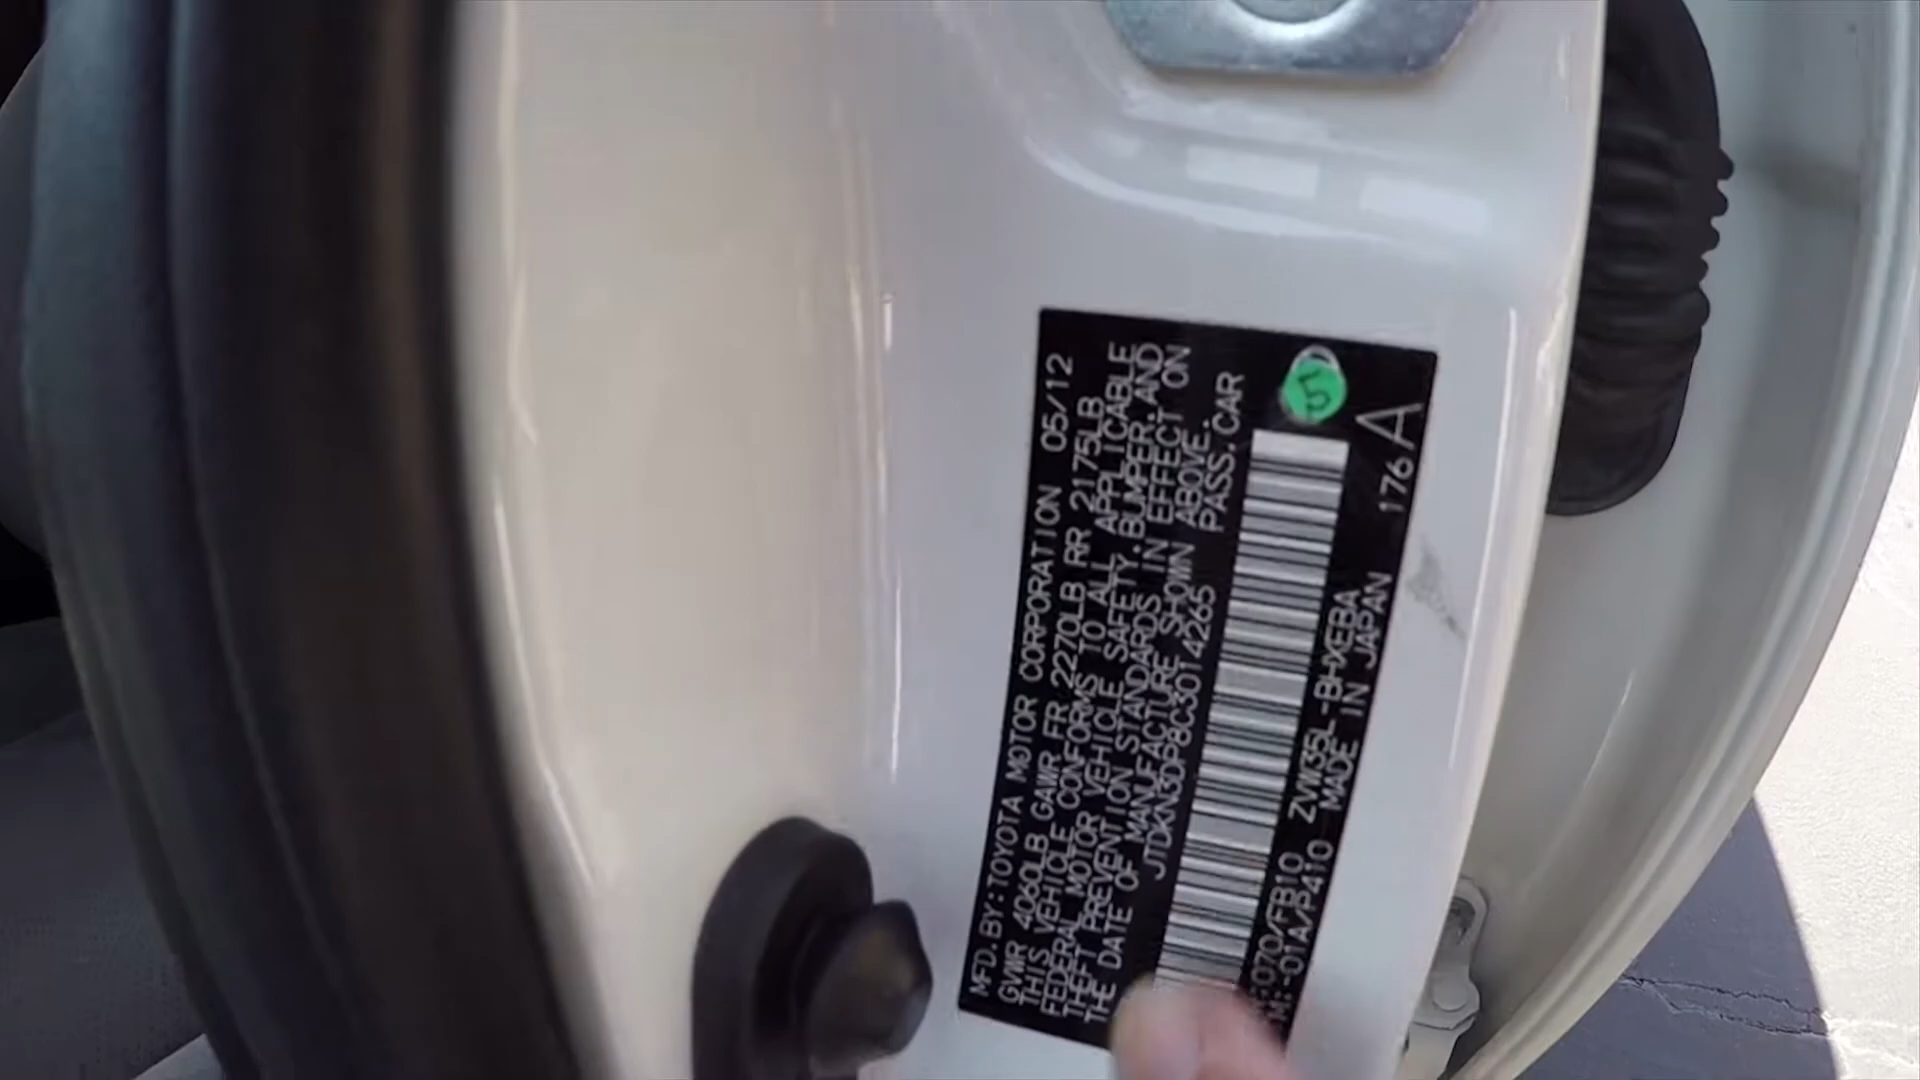 MFD.BY:TOYOTA MOTOR CORPORATION 05/12
GVWR 4060LB GAWR FR 2270LB RR 2175LB
THIS VEHICLE CONFORMS TO ALL APPLICABLE
FEDERAL MOTOR VEHICLE SAFETY.BUMPER.AND
THEFT PREVENTION STANDARDS IN EFFECT ON
THE DATE OF MANUFACTURE SHOWN ABOVE.
JTDKN3DP8C3014265 PASS.CAR
5
:070/FB10 ZVW35L-BHXEBA 176A
M:-01A/P410 MADE IN JAPAN